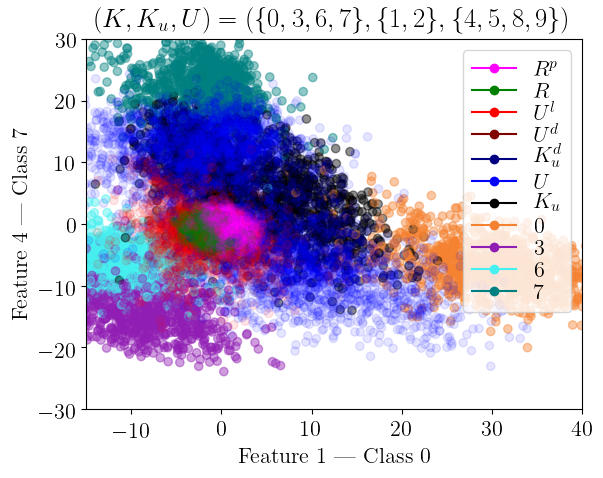 (K, K_u, U) = ({0, 3, 6, 7}, {1, 2}, {4, 5, 8, 9})
30
20
10
0
−10
−20
−30
Feature 4 — Class 7
R^p
R
U^l
U^d
K_u^d
U
K_u
0
3
6
7
−10
0
10
20
30
40
Feature 1 — Class 0